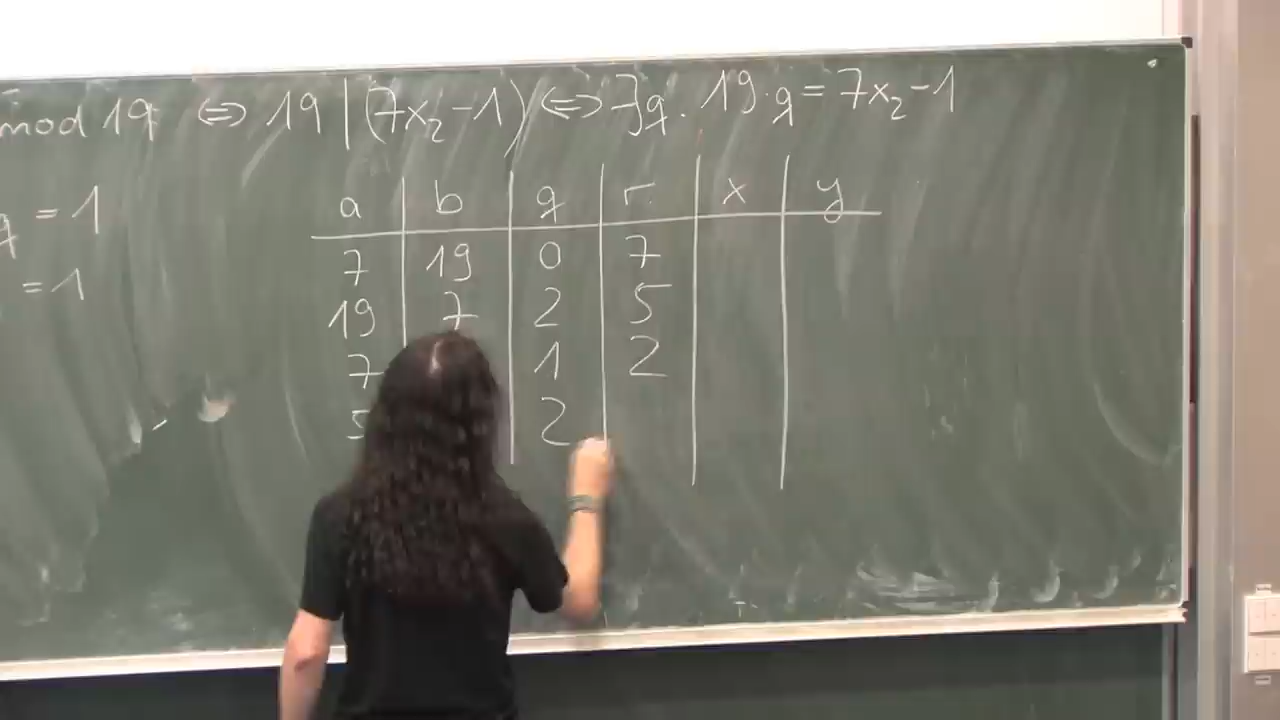 mod 19 ⇔ 19 | (7x₂-1) ⇔ ∃q. 19·q = 7x₂-1
q = 1
= 1
a b q r x y
7 19 0 7
19 7 2 5
7 1 2
5 2